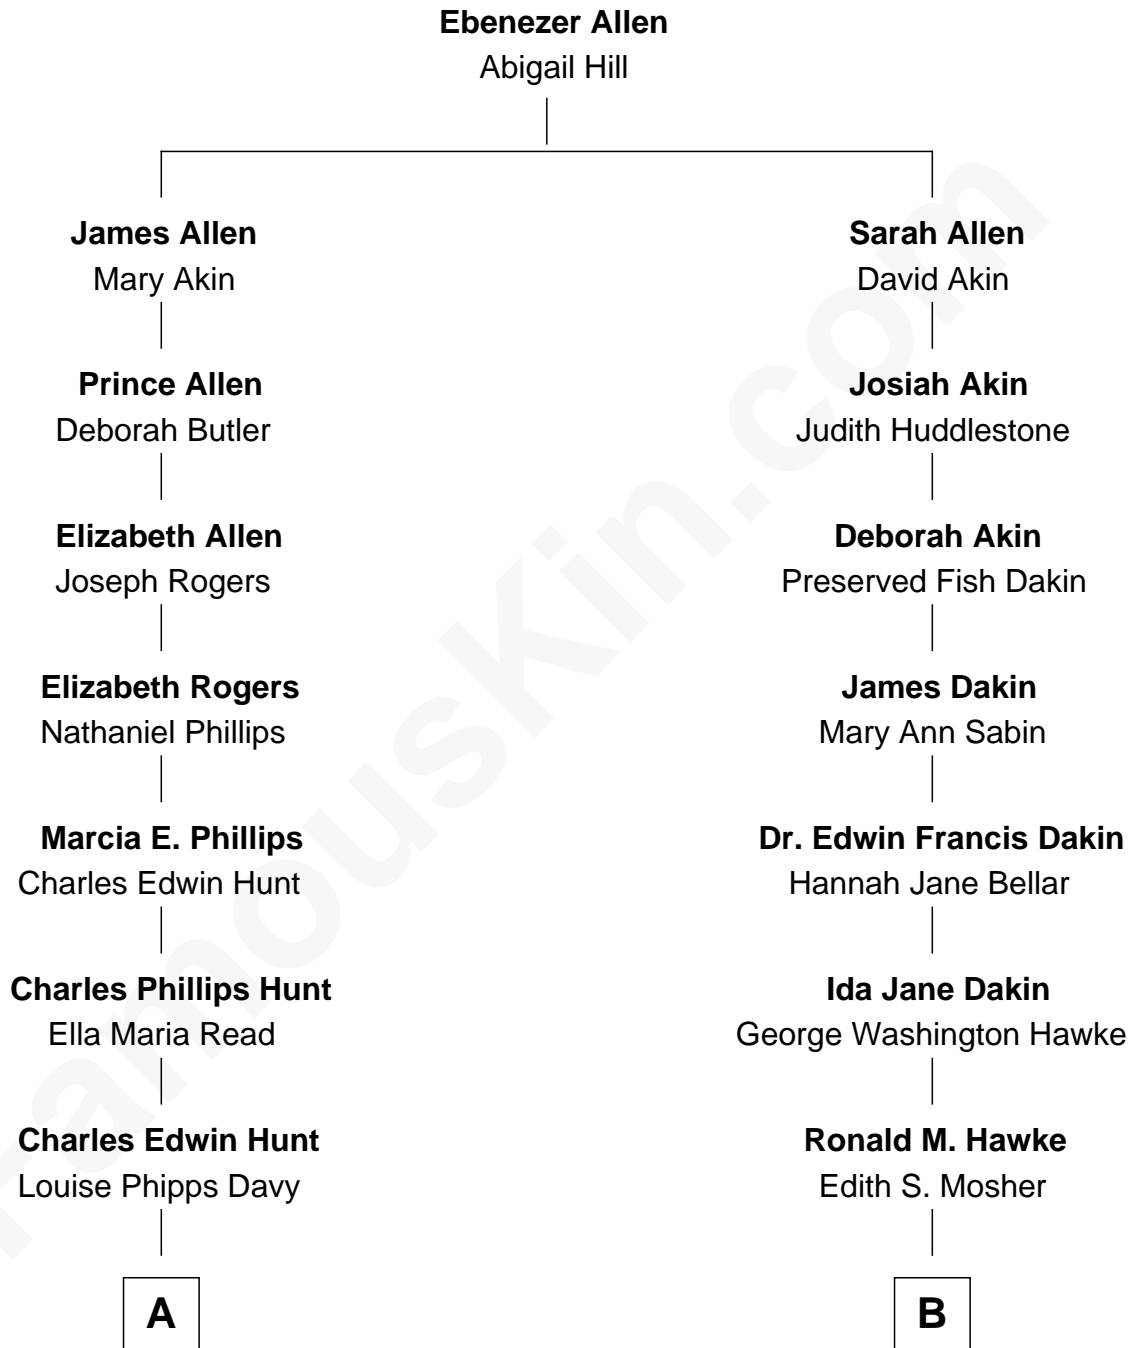 Ebenezer Allen
Abigail Hill
James Allen
Mary Akin
Sarah Allen
David Akin
Prince Allen
Deborah Butler
Josiah Akin
Judith Huddlestone
Elizabeth Allen
Joseph Rogers
Deborah Akin
Preserved Fish Dakin
Elizabeth Rogers
Nathaniel Phillips
James Dakin
Mary Ann Sabin
Marcia E. Phillips
Charles Edwin Hunt
Dr. Edwin Francis Dakin
Hannah Jane Bellar
Charles Phillips Hunt
Ella Maria Read
Ida Jane Dakin
George Washington Hawke
Charles Edwin Hunt
Louise Phipps Davy
Ronald M. Hawke
Edith S. Mosher
A
B
FamousKin.com